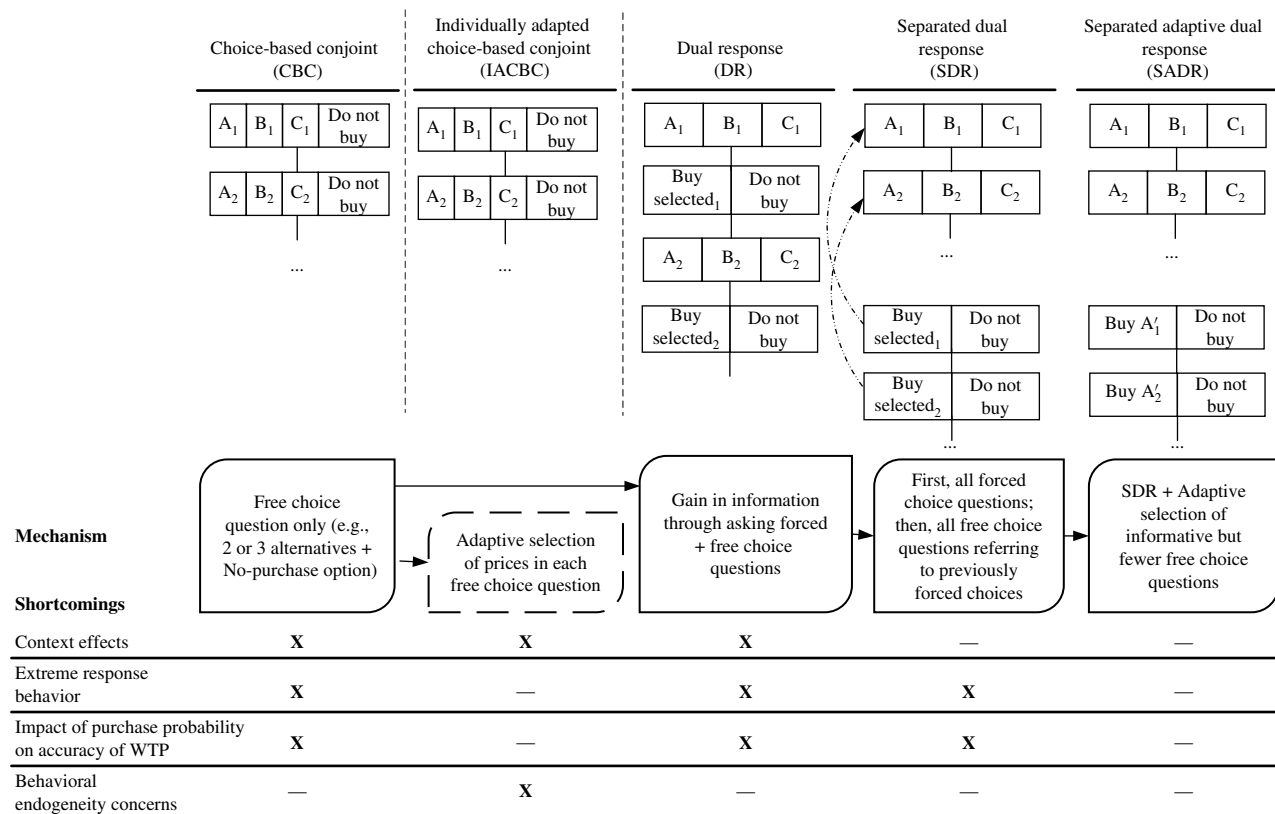 Choice-based conjoint
(CBC)
Individually adapted
choice-based conjoint
(IACBC)
Dual response
(DR)
Separated dual
response
(SDR)
Separated adaptive dual
response
(SADR)
A₁ B₁ C₁ Do not
buy
A₂ B₂ C₂ Do not
buy
...
A₁ B₁ C₁ Do not
buy
A₂ B₂ C₂ Do not
buy
...
A₁ B₁ C₁
Buy
selected₁
Do not
buy
A₂ B₂ C₂
Buy
selected₂
Do not
buy
A₁ B₁ C₁
A₂ B₂ C₂
...
Buy
selected₁
Do not
buy
Buy
selected₂
Do not
buy
...
A₁ B₁ C₁
A₂ B₂ C₂
...
Buy A′₁
Do not
buy
Buy A′₂
Do not
buy
...
Mechanism
Free choice
question only (e.g.,
2 or 3 alternatives +
No-purchase option)
Adaptive selection
of prices in each
free choice question
Gain in information
through asking forced
+ free choice
questions
First, all forced
choice questions;
then, all free choice
questions referring
to previously
forced choices
SDR + Adaptive
selection of
informative but
fewer free choice
questions
Shortcomings
Context effects X X X — —
Extreme response
behavior X — X X —
Impact of purchase probability
on accuracy of WTP X — X X —
Behavioral
endogeneity concerns — X — — —